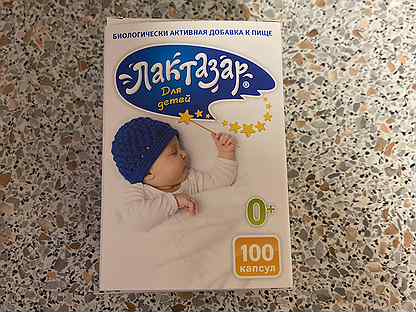 БИОЛОГИЧЕСКИ АКТИВНАЯ ДОБАВКА К ПИЩЕ
Лактазар®
Для
детей
0+
100
капсул